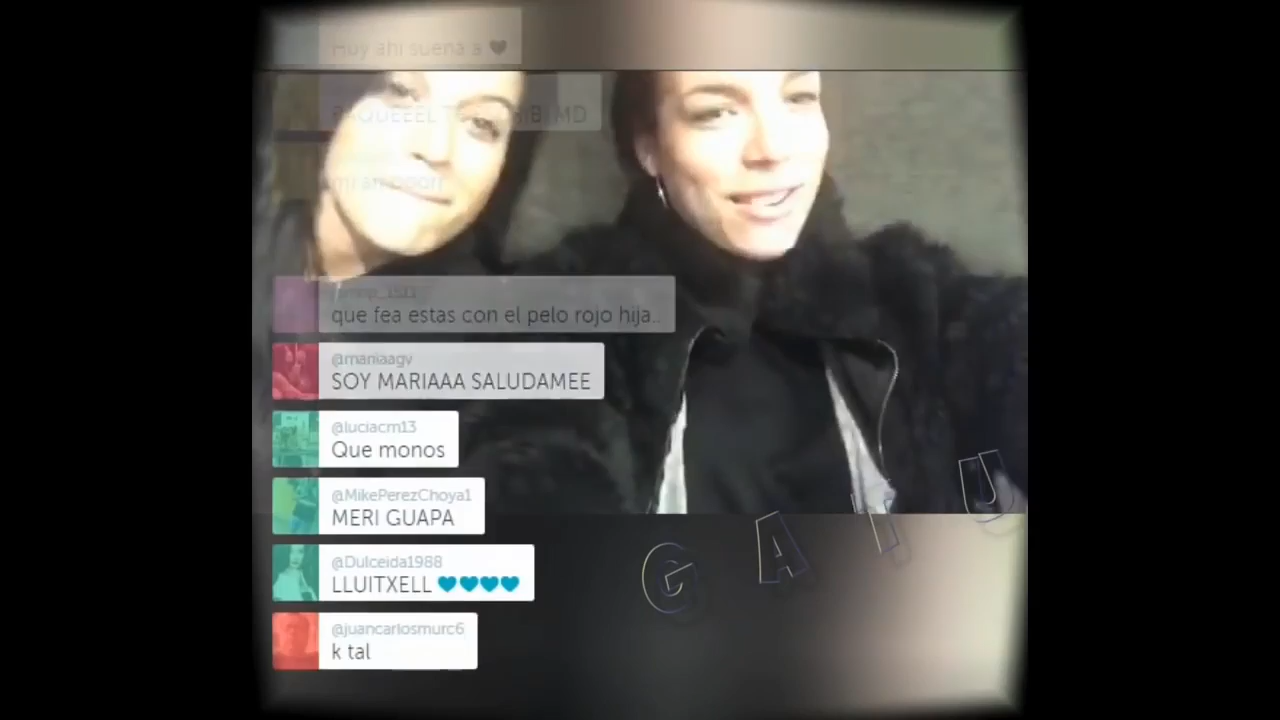 Hoy ahi suena a ♥
que fea estas con el pelo rojo hija..
@mariaagv
SOY MARIAAA SALUDAMEE
@luciacm13
Que monos
@MikePerezChoya1
MERI GUAPA
@Dulceida1988
LLUITXELL 💙💙💙💙
@juancarlosmurc6
k tal
G A T U